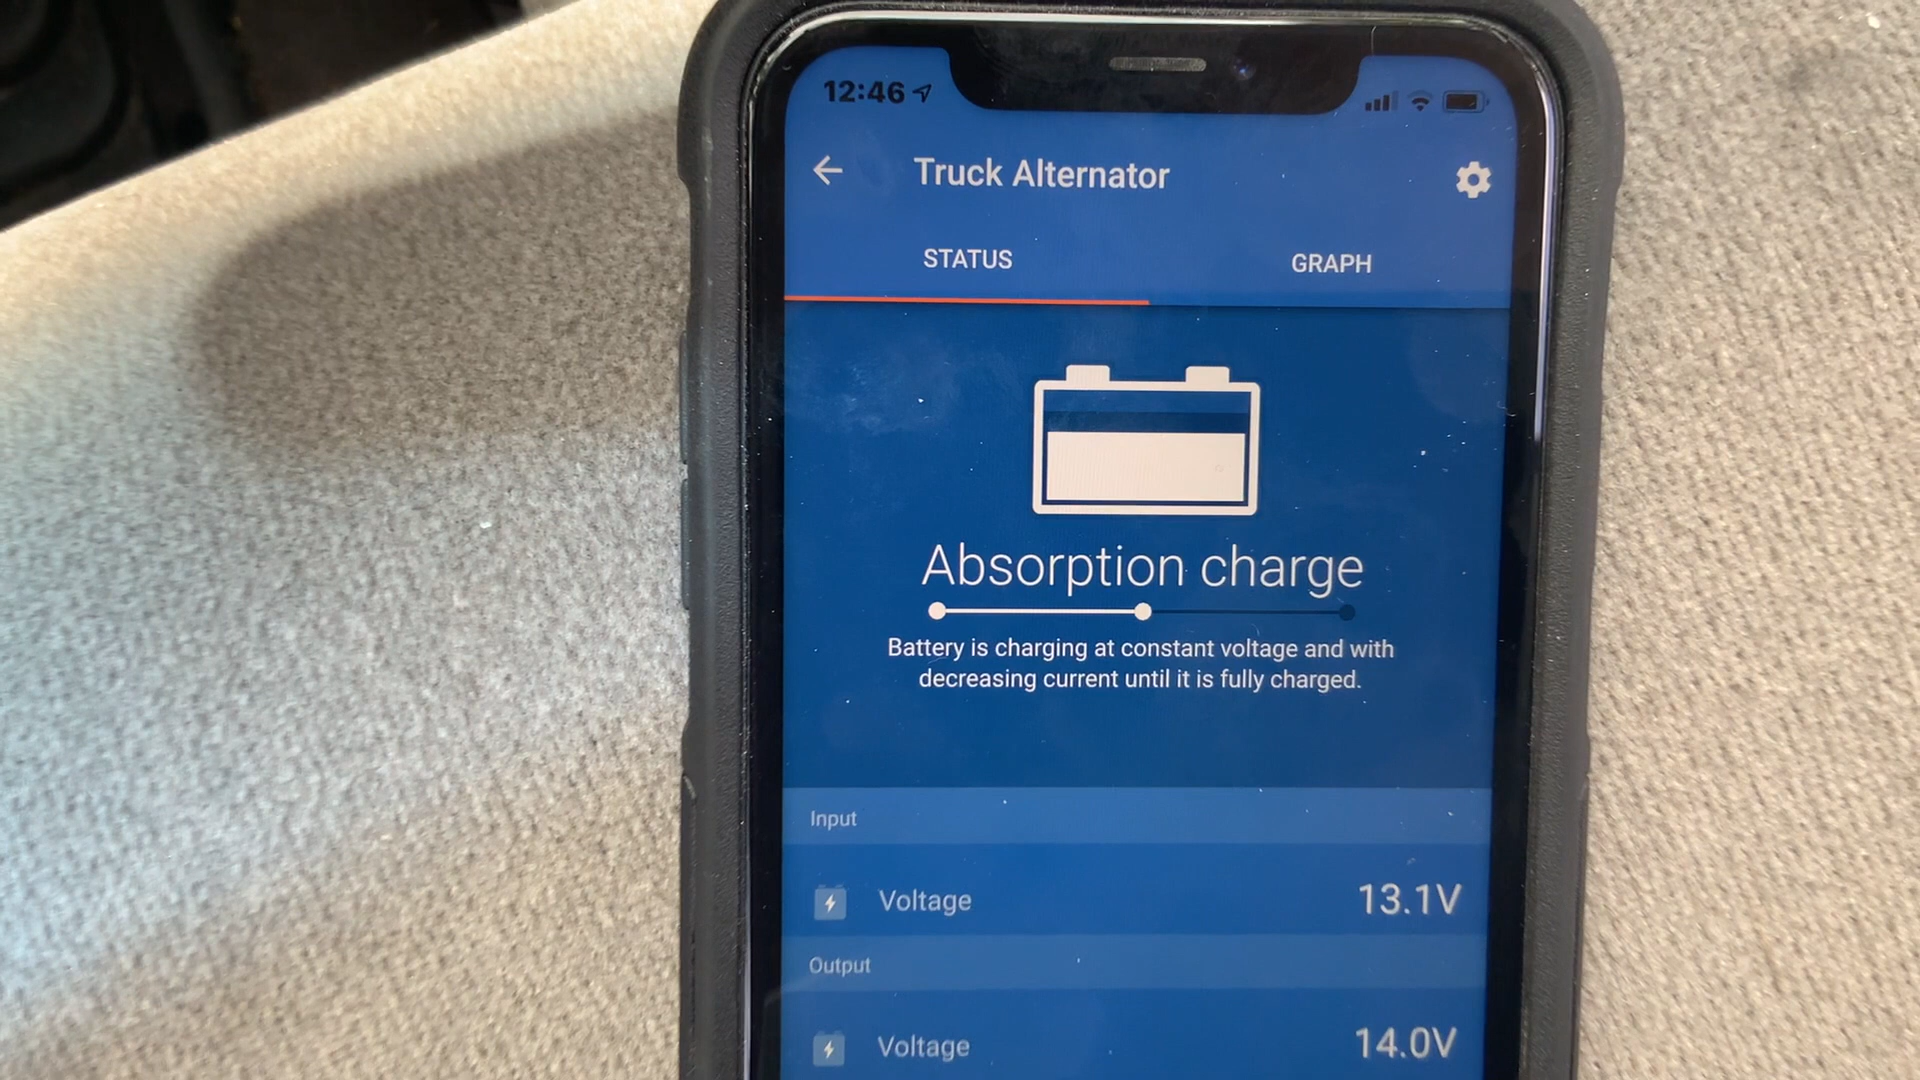 12:46
Truck Alternator
STATUS GRAPH
Absorption charge
Battery is charging at constant voltage and with
decreasing current until it is fully charged.
Input
Voltage 13.1V
Output
Voltage 14.0V